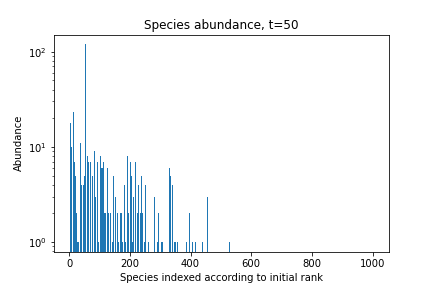 Species abundance, t=50
Abundance
10²
10¹
10⁰
0 200 400 600 800 1000
Species indexed according to initial rank